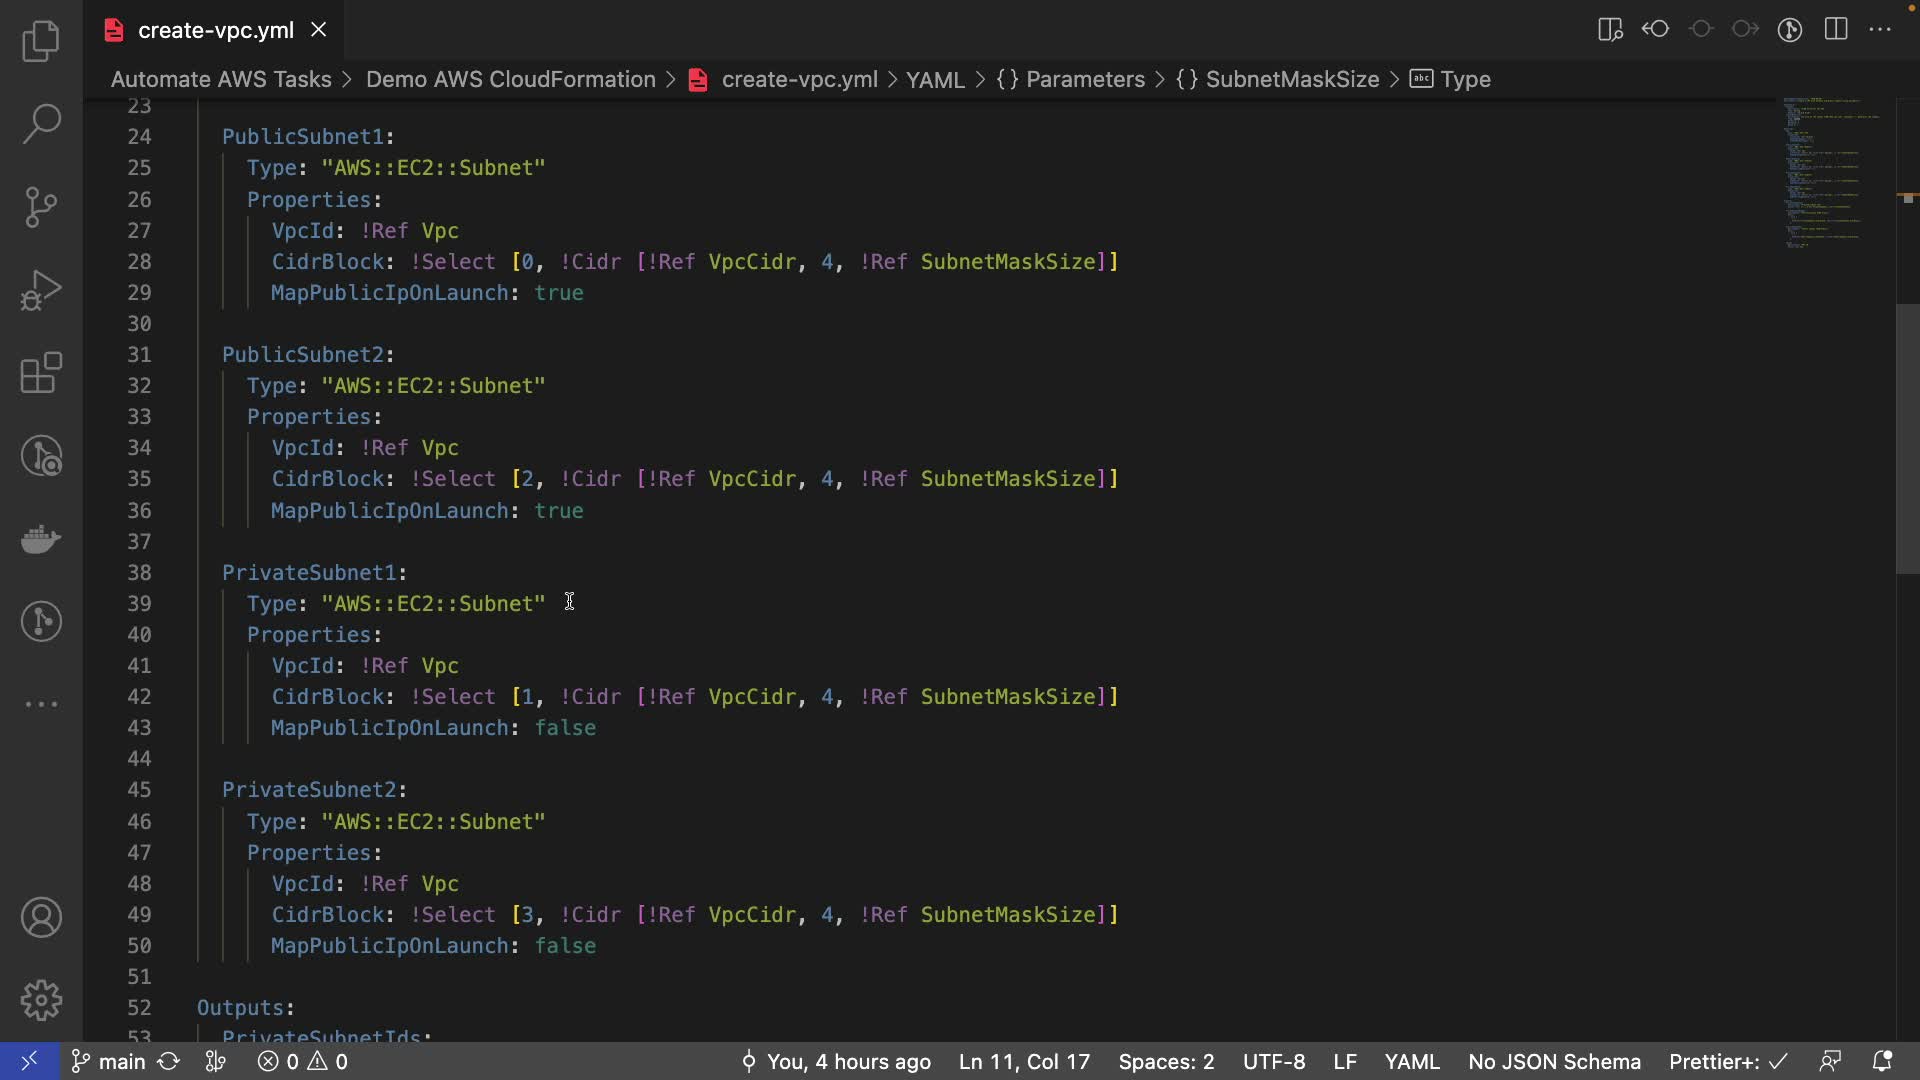 create-vpc.yml
Automate AWS Tasks > Demo AWS CloudFormation > create-vpc.yml > YAML > {} Parameters > {} SubnetMaskSize > abc Type
23
24 PublicSubnet1:
25 Type: "AWS::EC2::Subnet"
26 Properties:
27 VpcId: !Ref Vpc
28 CidrBlock: !Select [0, !Cidr [!Ref VpcCidr, 4, !Ref SubnetMaskSize]]
29 MapPublicIpOnLaunch: true
30
31 PublicSubnet2:
32 Type: "AWS::EC2::Subnet"
33 Properties:
34 VpcId: !Ref Vpc
35 CidrBlock: !Select [2, !Cidr [!Ref VpcCidr, 4, !Ref SubnetMaskSize]]
36 MapPublicIpOnLaunch: true
37
38 PrivateSubnet1:
39 Type: "AWS::EC2::Subnet"
40 Properties:
41 VpcId: !Ref Vpc
42 CidrBlock: !Select [1, !Cidr [!Ref VpcCidr, 4, !Ref SubnetMaskSize]]
43 MapPublicIpOnLaunch: false
44
45 PrivateSubnet2:
46 Type: "AWS::EC2::Subnet"
47 Properties:
48 VpcId: !Ref Vpc
49 CidrBlock: !Select [3, !Cidr [!Ref VpcCidr, 4, !Ref SubnetMaskSize]]
50 MapPublicIpOnLaunch: false
51
52 Outputs:
53 PrivateSubnetIds:
main 0 0 You, 4 hours ago Ln 11, Col 17 Spaces: 2 UTF-8 LF YAML No JSON Schema Prettier+: ✓